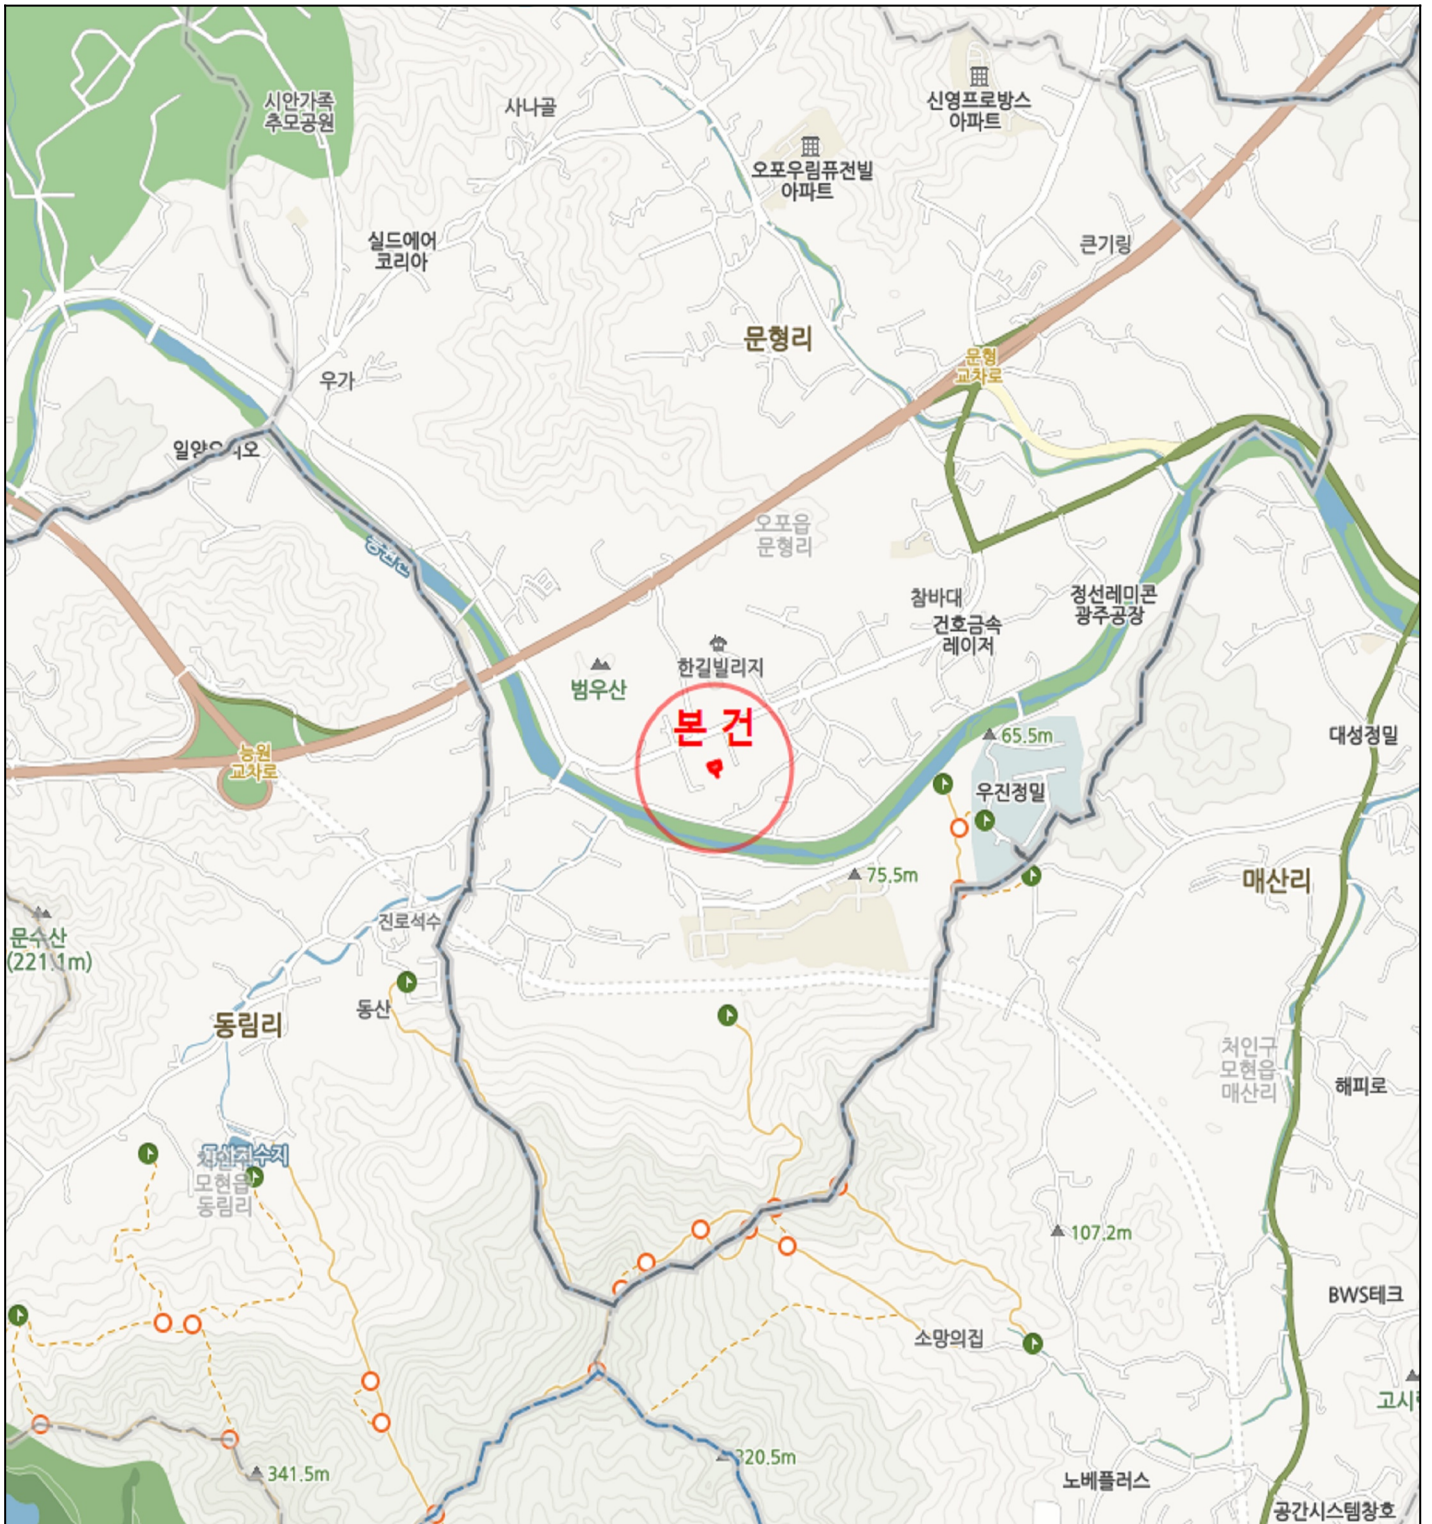 시안가족
추모공원
사나골
신영프로방스
아파트
오포우림퓨전빌
아파트
실드에어
코리아
큰기링
문형리
문형
교차로
우가
오포읍
문형리
참바대
건호금속
레이저
정선레미콘
광주공장
한길빌리지
범우산
본 건
65.5m
대성정밀
능원
교차로
우진정밀
75.5m
매산리
진로석수
문수산
(221.1m)
동산
동림리
처인구
모현읍
매산리
해피로
모현읍
동림리
107.2m
BWS테크
소망의집
341.5m
노베플러스
공간시스템창호